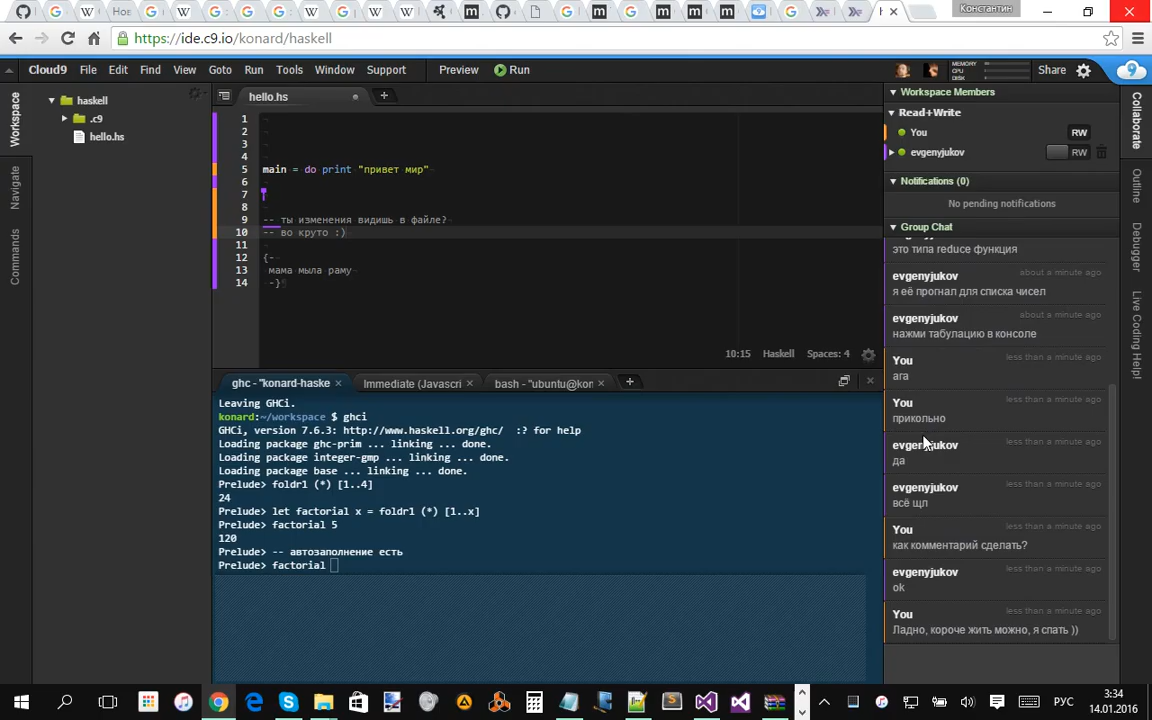 Нов
Константин
https://ide.c9.io/konard/haskell
Cloud9 File Edit Find View Goto Run Tools Window Support Preview Run MEMORY CPU DISK Share
Workspace
Navigate
Commands
haskell
.c9
hello.hs
hello.hs
1
2
3
4
5 main = do print "привет мир"
6
7
8
9 -- ты изменения видишь в файле?
10 -- во круто :)
11
12 {-
13 мама мыла раму
14 -}
10:15 Haskell Spaces: 4
ghc - "konard-haske Immediate (Javascri bash - "ubuntu@kon
Leaving GHCi.
konard:~/workspace $ ghci
GHCi, version 7.6.3: http://www.haskell.org/ghc/ :? for help
Loading package ghc-prim ... linking ... done.
Loading package integer-gmp ... linking ... done.
Loading package base ... linking ... done.
Prelude> foldr1 (*) [1..4]
24
Prelude> let factorial x = foldr1 (*) [1..x]
Prelude> factorial 5
120
Prelude> -- автозаполнение есть
Prelude> factorial
Workspace Members
Read+Write
You RW
evgenyjukov RW
Notifications (0)
No pending notifications
Group Chat
это типа reduce функция
evgenyjukov about a minute ago
я её прогнал для списка чисел
evgenyjukov about a minute ago
нажми табулацию в консоле
You less than a minute ago
ага
You less than a minute ago
прикольно
evgenyjukov less than a minute ago
да
evgenyjukov less than a minute ago
всё щл
You less than a minute ago
как комментарий сделать?
evgenyjukov less than a minute ago
ok
You less than a minute ago
Ладно, короче жить можно, я спать ))
Collaborate
Outline
Debugger
Live Coding Help!
РУС
3:34
14.01.2016